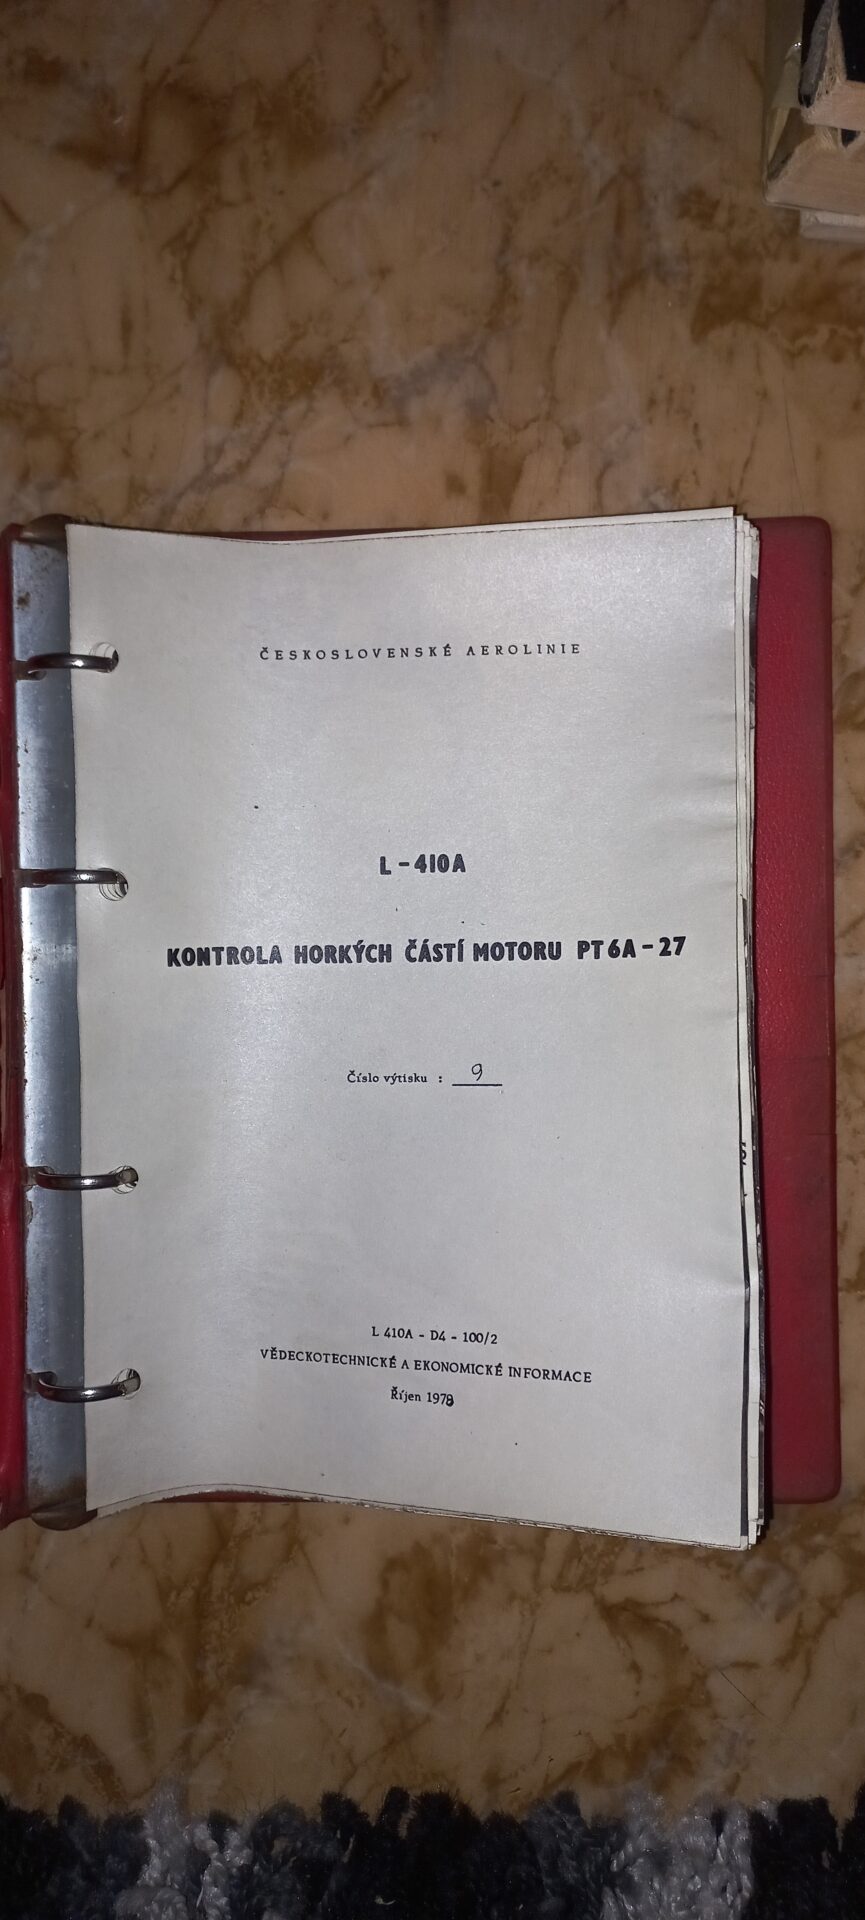 ČESKOSLOVENSKÉ AEROLINIE
L-410A
KONTROLA HORKÝCH ČÁSTÍ MOTORU PT6A-27
Číslo výtisku : 9
L 410A - D4 - 100/2
VĚDECKOTECHNICKÉ A EKONOMICKÉ INFORMACE
Říjen 1978